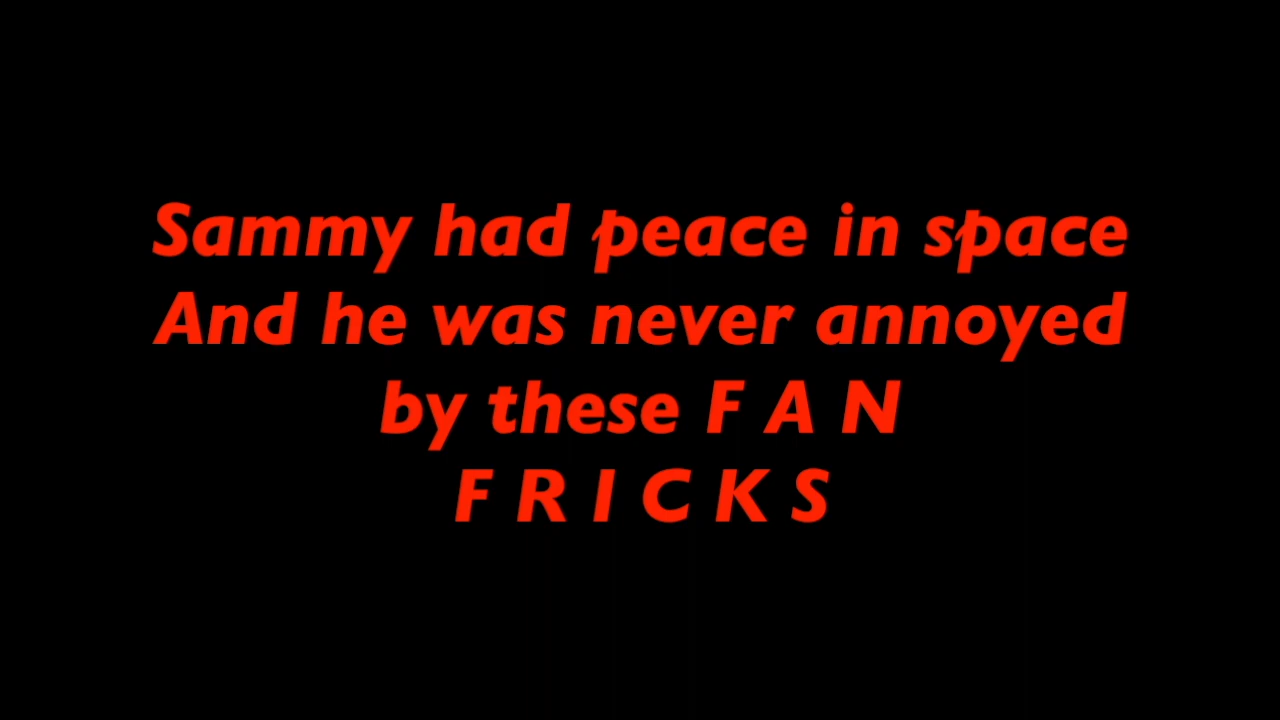 Sammy had peace in space
And he was never annoyed
by these F A N
F R I C K S